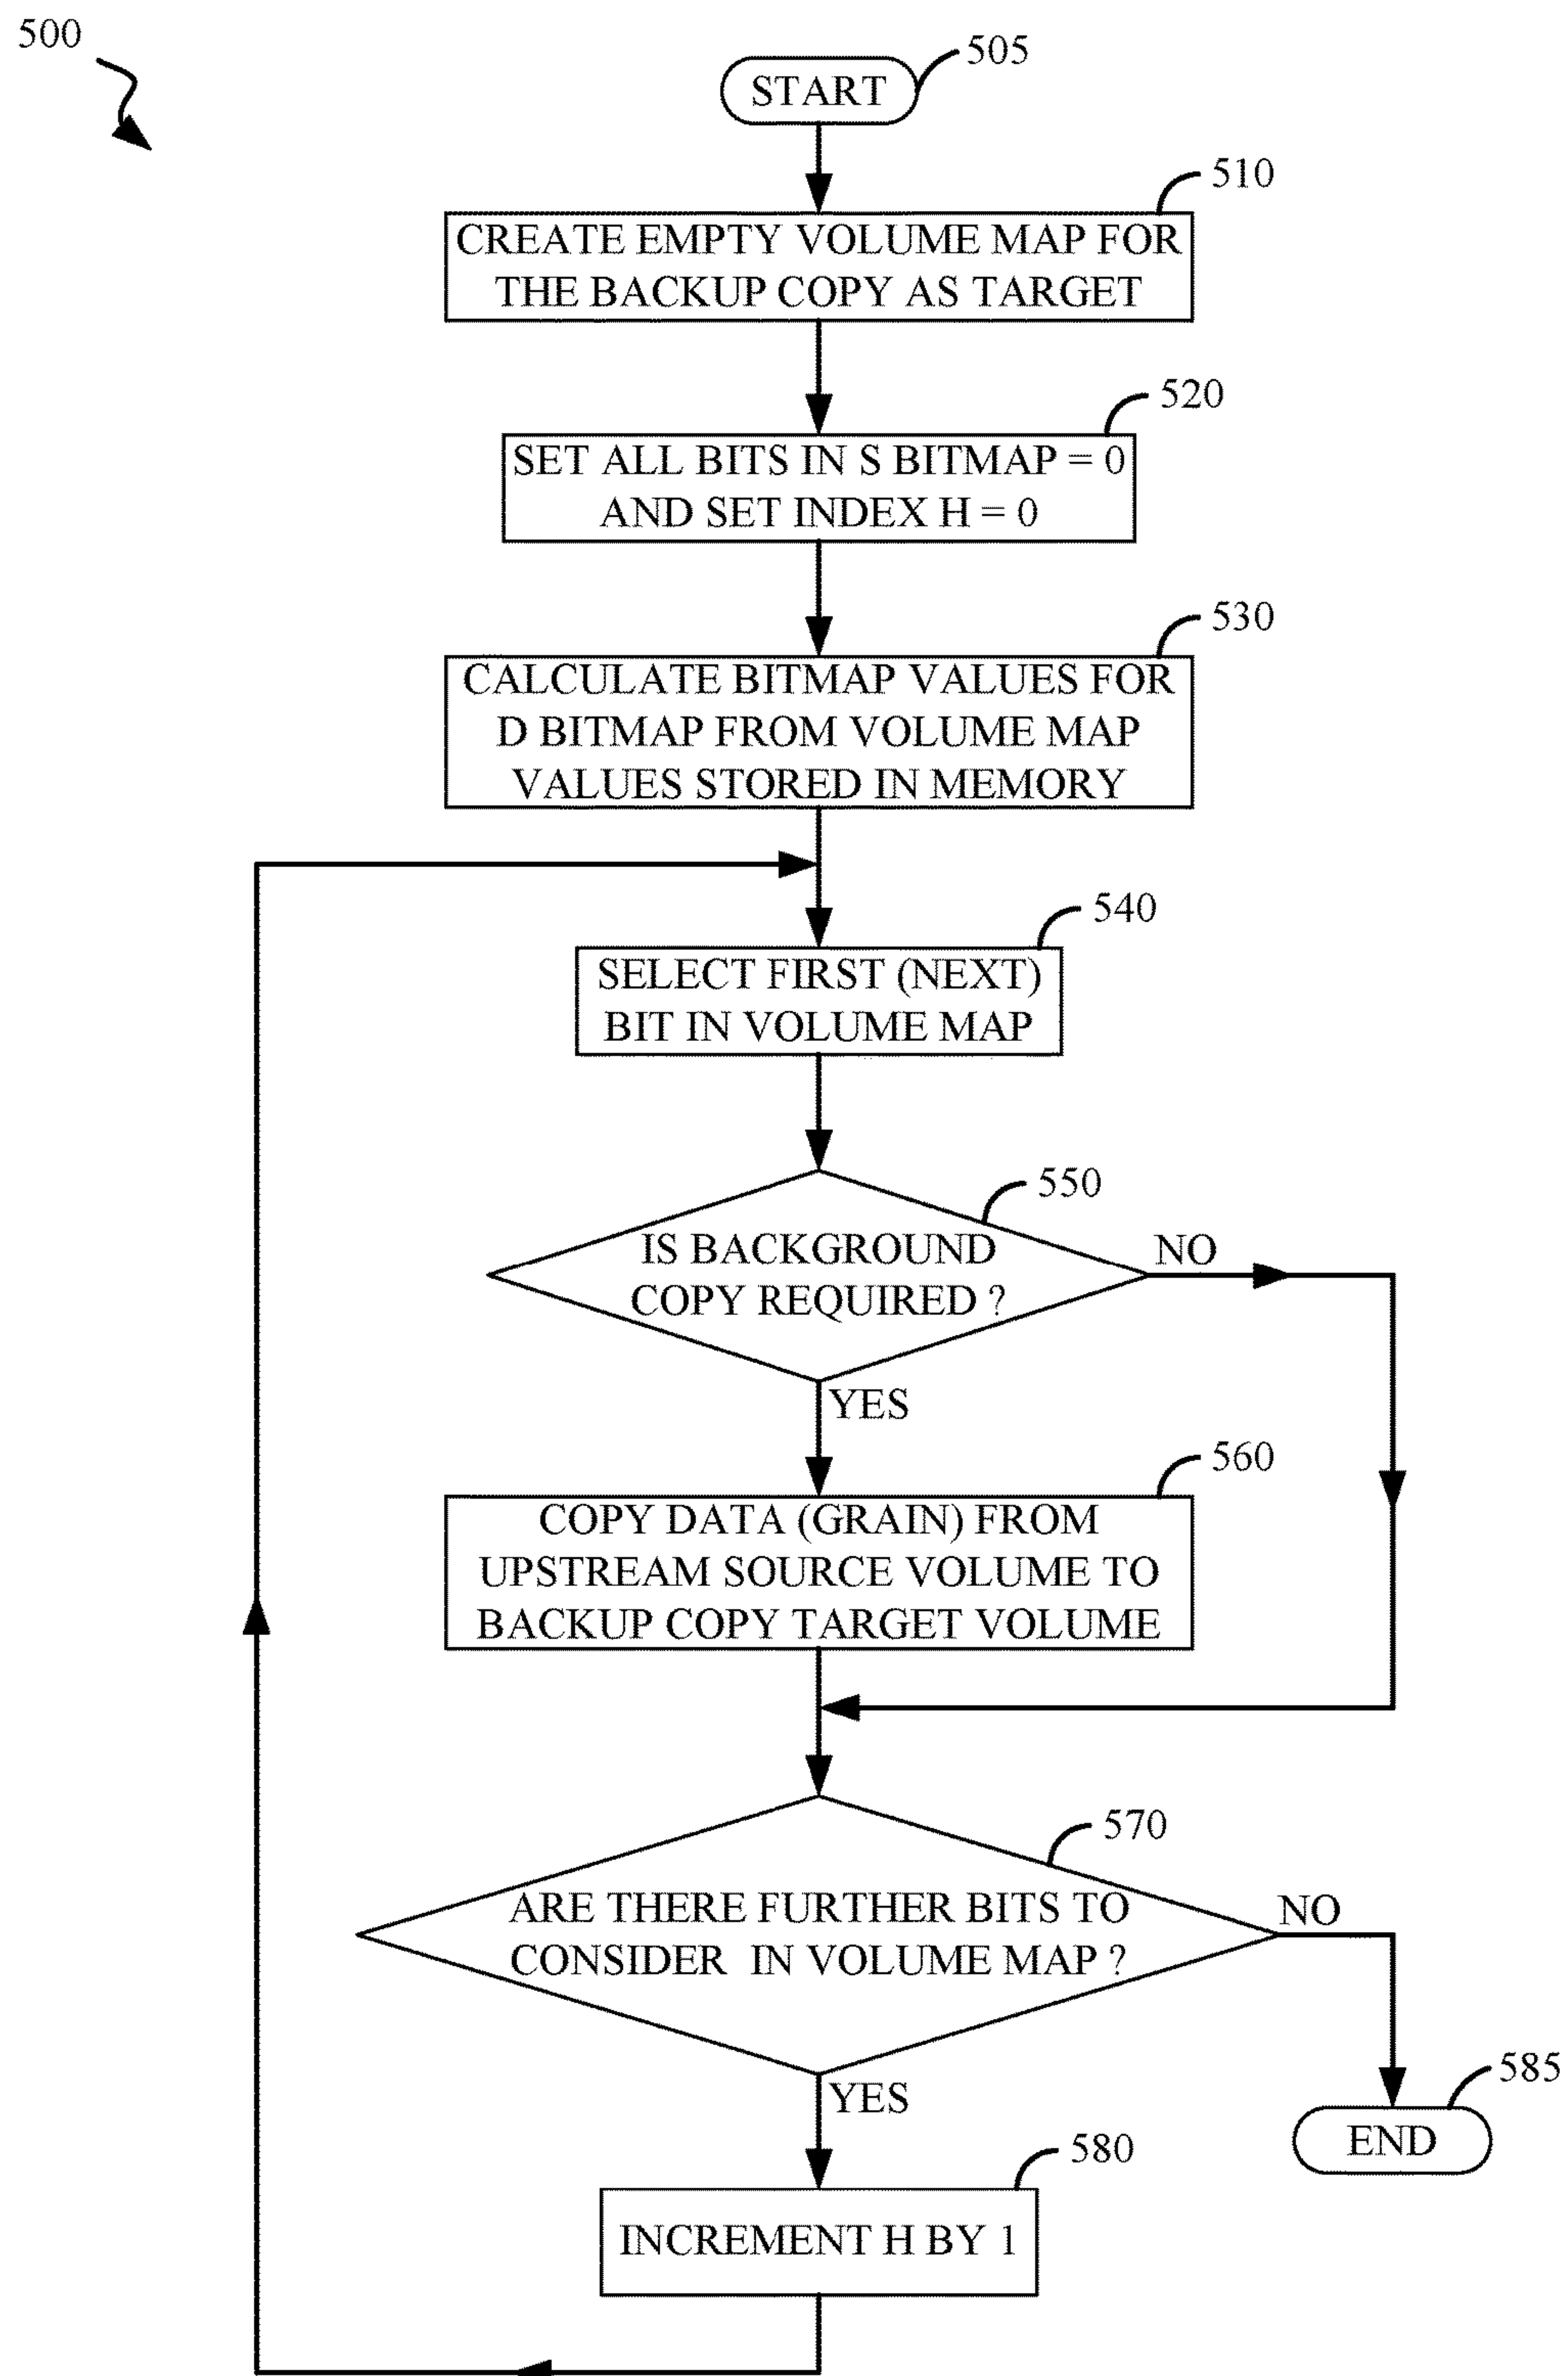 500
505
START
510
CREATE EMPTY VOLUME MAP FOR
THE BACKUP COPY AS TARGET
520
SET ALL BITS IN S BITMAP = 0
AND SET INDEX H = 0
530
CALCULATE BITMAP VALUES FOR
D BITMAP FROM VOLUME MAP
VALUES STORED IN MEMORY
540
SELECT FIRST (NEXT)
BIT IN VOLUME MAP
550
IS BACKGROUND
COPY REQUIRED ?
NO
YES
560
COPY DATA (GRAIN) FROM
UPSTREAM SOURCE VOLUME TO
BACKUP COPY TARGET VOLUME
570
ARE THERE FURTHER BITS TO
CONSIDER IN VOLUME MAP ?
NO
YES
585
END
580
INCREMENT H BY 1